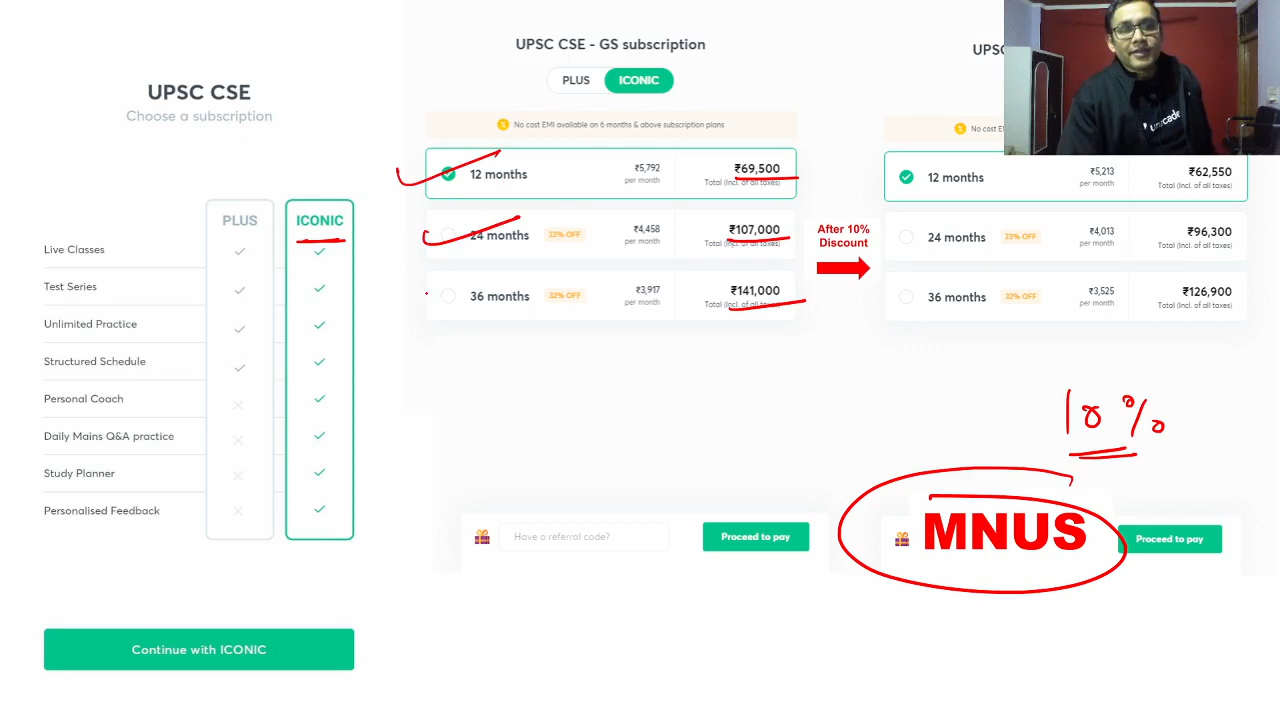 UPSC CSE
Choose a subscription
PLUS
ICONIC
Live Classes
Test Series
Unlimited Practice
Structured Schedule
Personal Coach
Daily Mains Q&A practice
Study Planner
Personalised Feedback
Continue with ICONIC
UPSC CSE - GS subscription
PLUS
ICONIC
No cost EMI available on 6 months & above subscription plans
12 months
₹5,792
per month
₹69,500
Total (Incl. of all taxes)
24 months
23% OFF
₹4,458
per month
₹107,000
Total (Incl. of all taxes)
36 months
32% OFF
₹3,917
per month
₹141,000
Total (Incl. of all taxes)
Have a referral code?
Proceed to pay
After 10%
Discount
No cost
12 months
₹5,213
per month
₹62,550
Total (Incl. of all taxes)
24 months
23% OFF
₹4,013
per month
₹96,300
Total (Incl. of all taxes)
36 months
32% OFF
₹3,525
per month
₹126,900
Total (Incl. of all taxes)
10%
MNUS
Proceed to pay